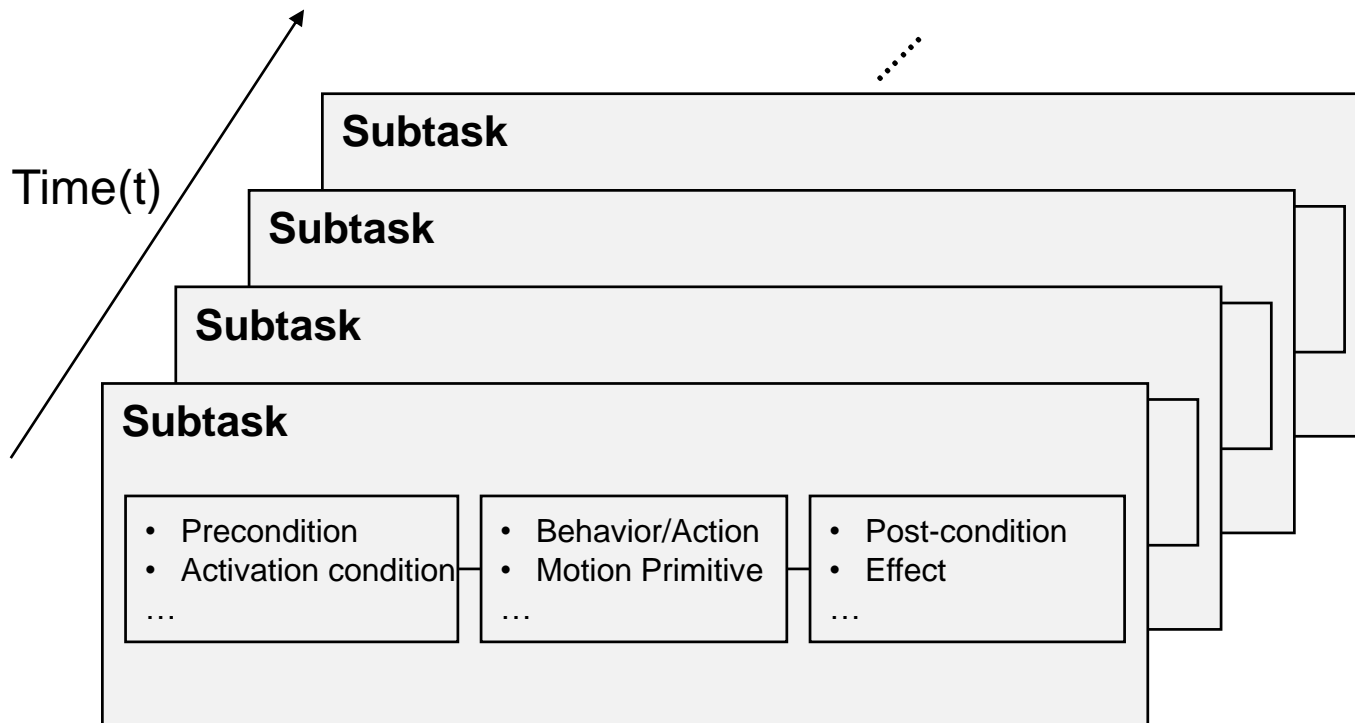 Subtask
Time(t)
Subtask
Subtask
Subtask
• Precondition
• Activation condition
…
• Behavior/Action
• Motion Primitive
…
• Post-condition
• Effect
…